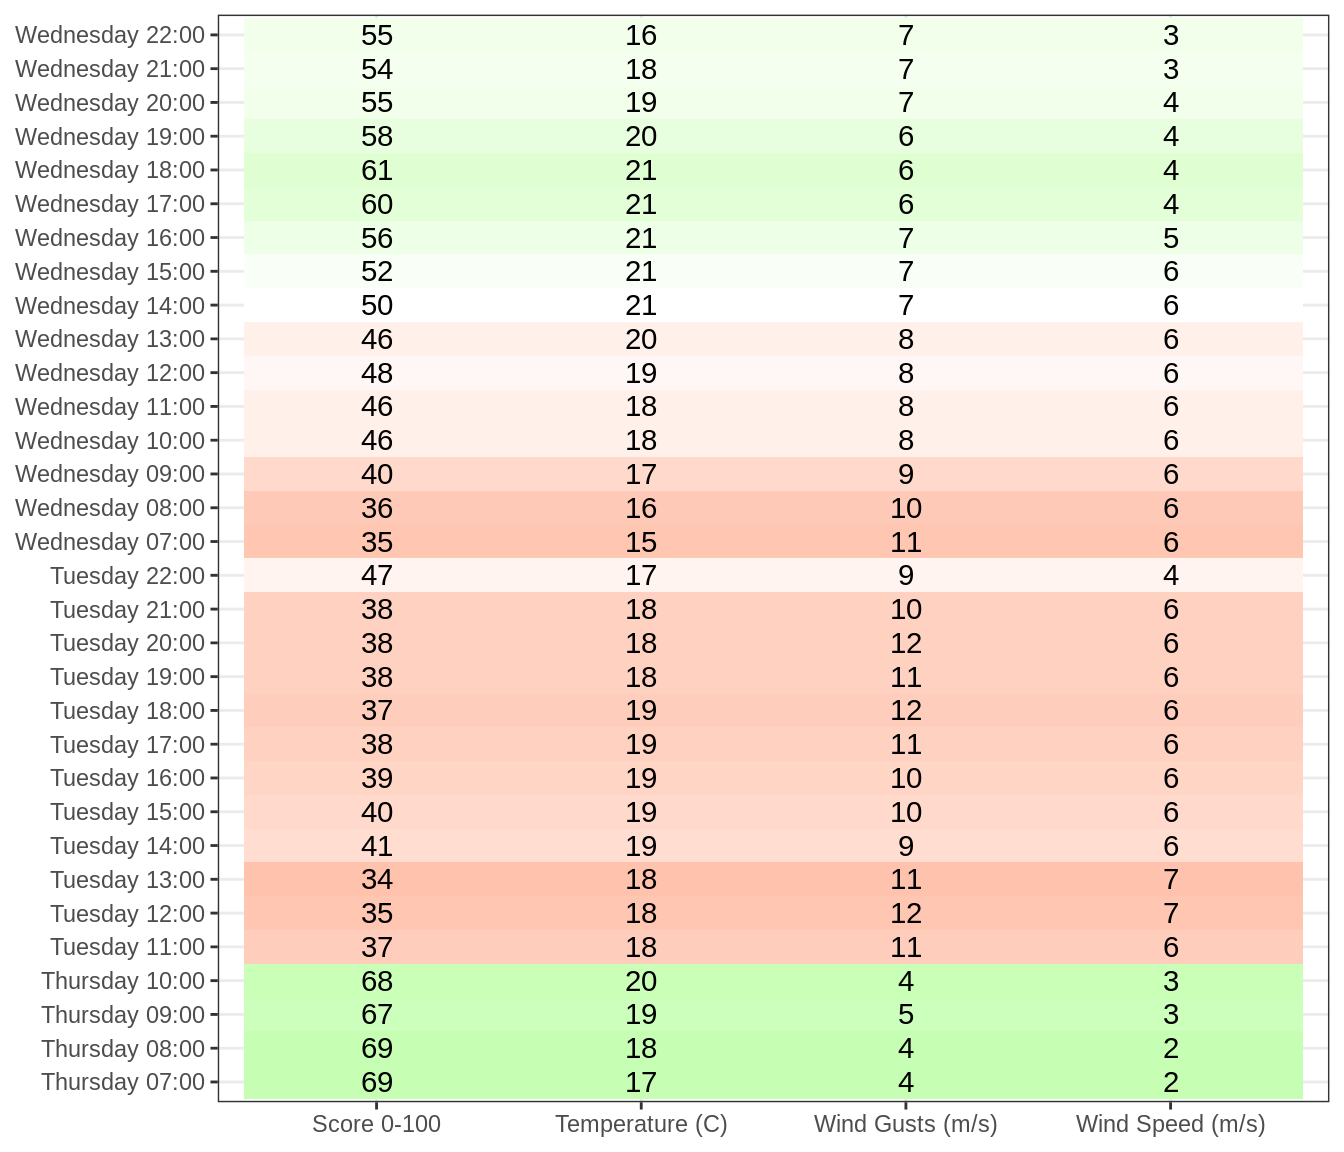 Wednesday 22:00 55 16 7 3
Wednesday 21:00 54 18 7 3
Wednesday 20:00 55 19 7 4
Wednesday 19:00 58 20 6 4
Wednesday 18:00 61 21 6 4
Wednesday 17:00 60 21 6 4
Wednesday 16:00 56 21 7 5
Wednesday 15:00 52 21 7 6
Wednesday 14:00 50 21 7 6
Wednesday 13:00 46 20 8 6
Wednesday 12:00 48 19 8 6
Wednesday 11:00 46 18 8 6
Wednesday 10:00 46 18 8 6
Wednesday 09:00 40 17 9 6
Wednesday 08:00 36 16 10 6
Wednesday 07:00 35 15 11 6
Tuesday 22:00 47 17 9 4
Tuesday 21:00 38 18 10 6
Tuesday 20:00 38 18 12 6
Tuesday 19:00 38 18 11 6
Tuesday 18:00 37 19 12 6
Tuesday 17:00 38 19 11 6
Tuesday 16:00 39 19 10 6
Tuesday 15:00 40 19 10 6
Tuesday 14:00 41 19 9 6
Tuesday 13:00 34 18 11 7
Tuesday 12:00 35 18 12 7
Tuesday 11:00 37 18 11 6
Thursday 10:00 68 20 4 3
Thursday 09:00 67 19 5 3
Thursday 08:00 69 18 4 2
Thursday 07:00 69 17 4 2
Score 0-100 Temperature (C) Wind Gusts (m/s) Wind Speed (m/s)